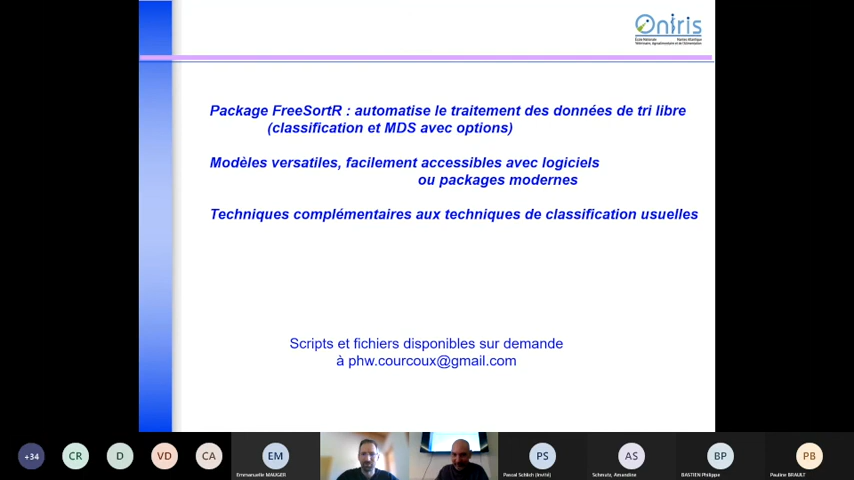 Oniris
Package FreeSortR : automatise le traitement des données de tri libre
(classification et MDS avec options)
Modèles versatiles, facilement accessibles avec logiciels
ou packages modernes
Techniques complémentaires aux techniques de classification usuelles
Scripts et fichiers disponibles sur demande
à phw.courcoux@gmail.com
+34
CR
D
VD
CA
EM
PS
AS
BP
PB
Emmanuelle MAUGER
Pascal Schlich (Invité)
Schmutz, Amandine
BASTIEN Philippe
Pauline BRAULT